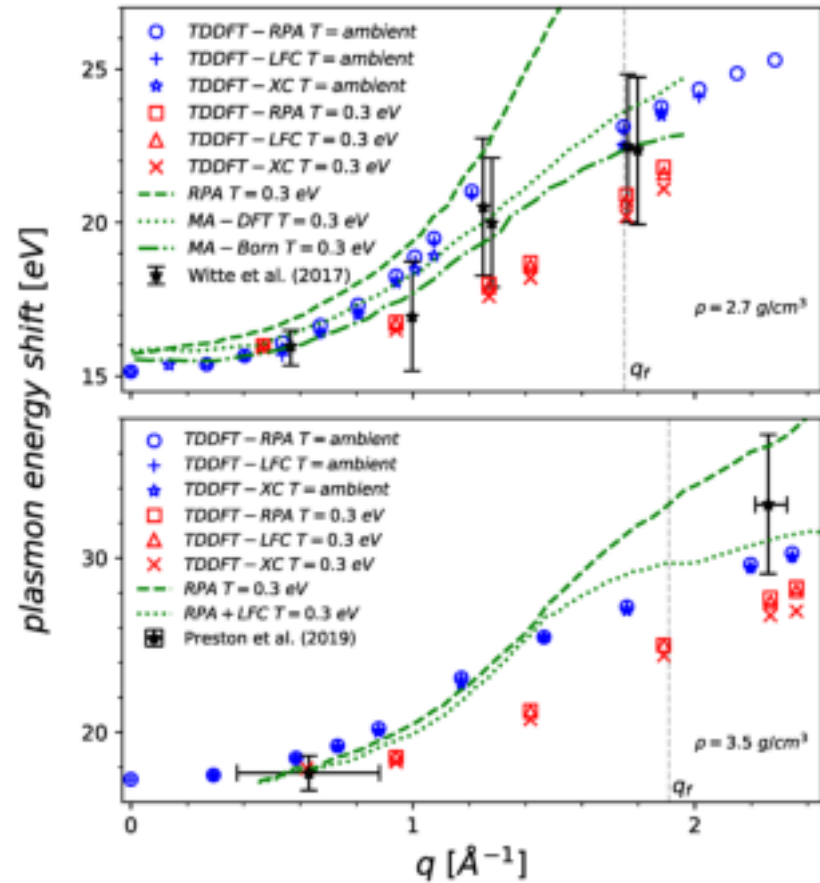 plasmon energy shift [eV]
25
20
15
TDDFT−RPA T=ambient
TDDFT−LFC T=ambient
TDDFT−XC T=ambient
TDDFT−RPA T=0.3 eV
TDDFT−LFC T=0.3 eV
TDDFT−XC T=0.3 eV
RPA T=0.3 eV
MA−DFT T=0.3 eV
MA−Born T=0.3 eV
Witte et al. (2017)
ρ=2.7 g/cm³
qf
30
20
TDDFT−RPA T=ambient
TDDFT−LFC T=ambient
TDDFT−XC T=ambient
TDDFT−RPA T=0.3 eV
TDDFT−LFC T=0.3 eV
TDDFT−XC T=0.3 eV
RPA T=0.3 eV
RPA+LFC T=0.3 eV
Preston et al. (2019)
ρ=3.5 g/cm³
qf
0 1 2
q [Å⁻¹]